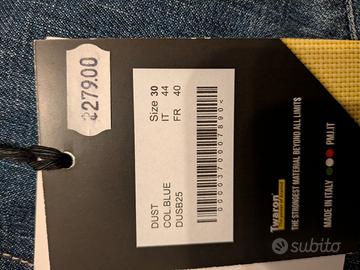 €279.00
Size 30
IT 44
FR 40
DUST
COL.BLUE
DUSB25
Twaron®
THE STRONGEST MATERIAL BEYOND ALL LIMITS
MADE IN ITALY
PMJ.IT
subito